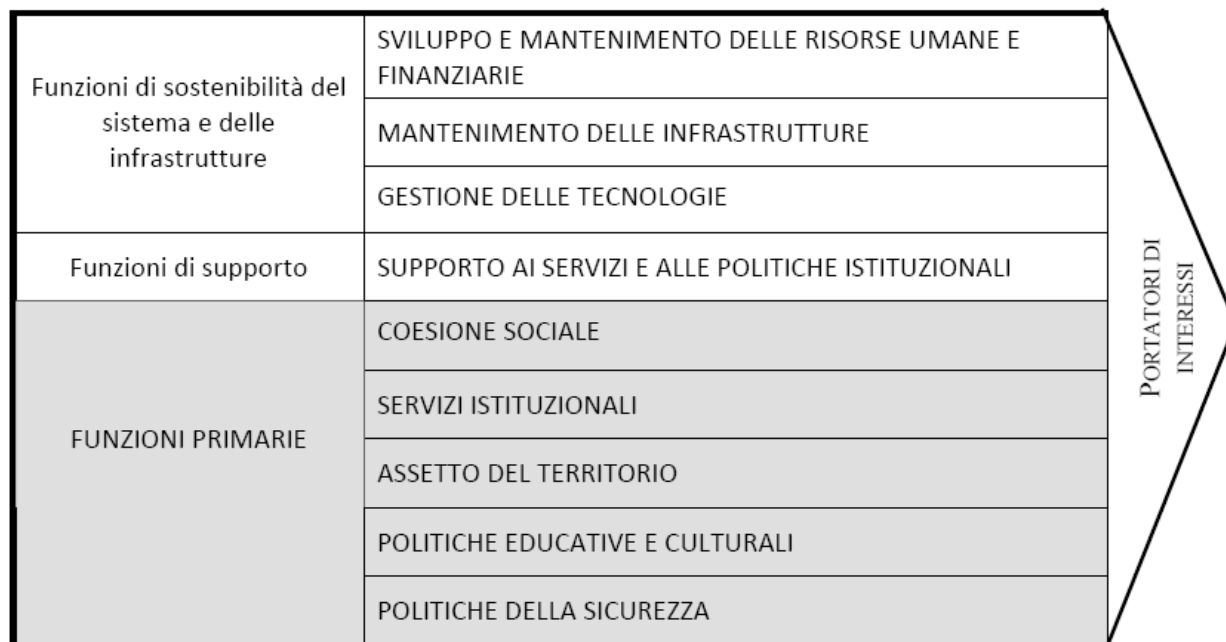 Funzioni di sostenibilità del
sistema e delle
infrastrutture
SVILUPPO E MANTENIMENTO DELLE RISORSE UMANE E
FINANZIARIE
MANTENIMENTO DELLE INFRASTRUTTURE
GESTIONE DELLE TECNOLOGIE
Funzioni di supporto
SUPPORTO AI SERVIZI E ALLE POLITICHE ISTITUZIONALI
FUNZIONI PRIMARIE
COESIONE SOCIALE
SERVIZI ISTITUZIONALI
ASSETTO DEL TERRITORIO
POLITICHE EDUCATIVE E CULTURALI
POLITICHE DELLA SICUREZZA
PORTATORI DI
INTERESSI